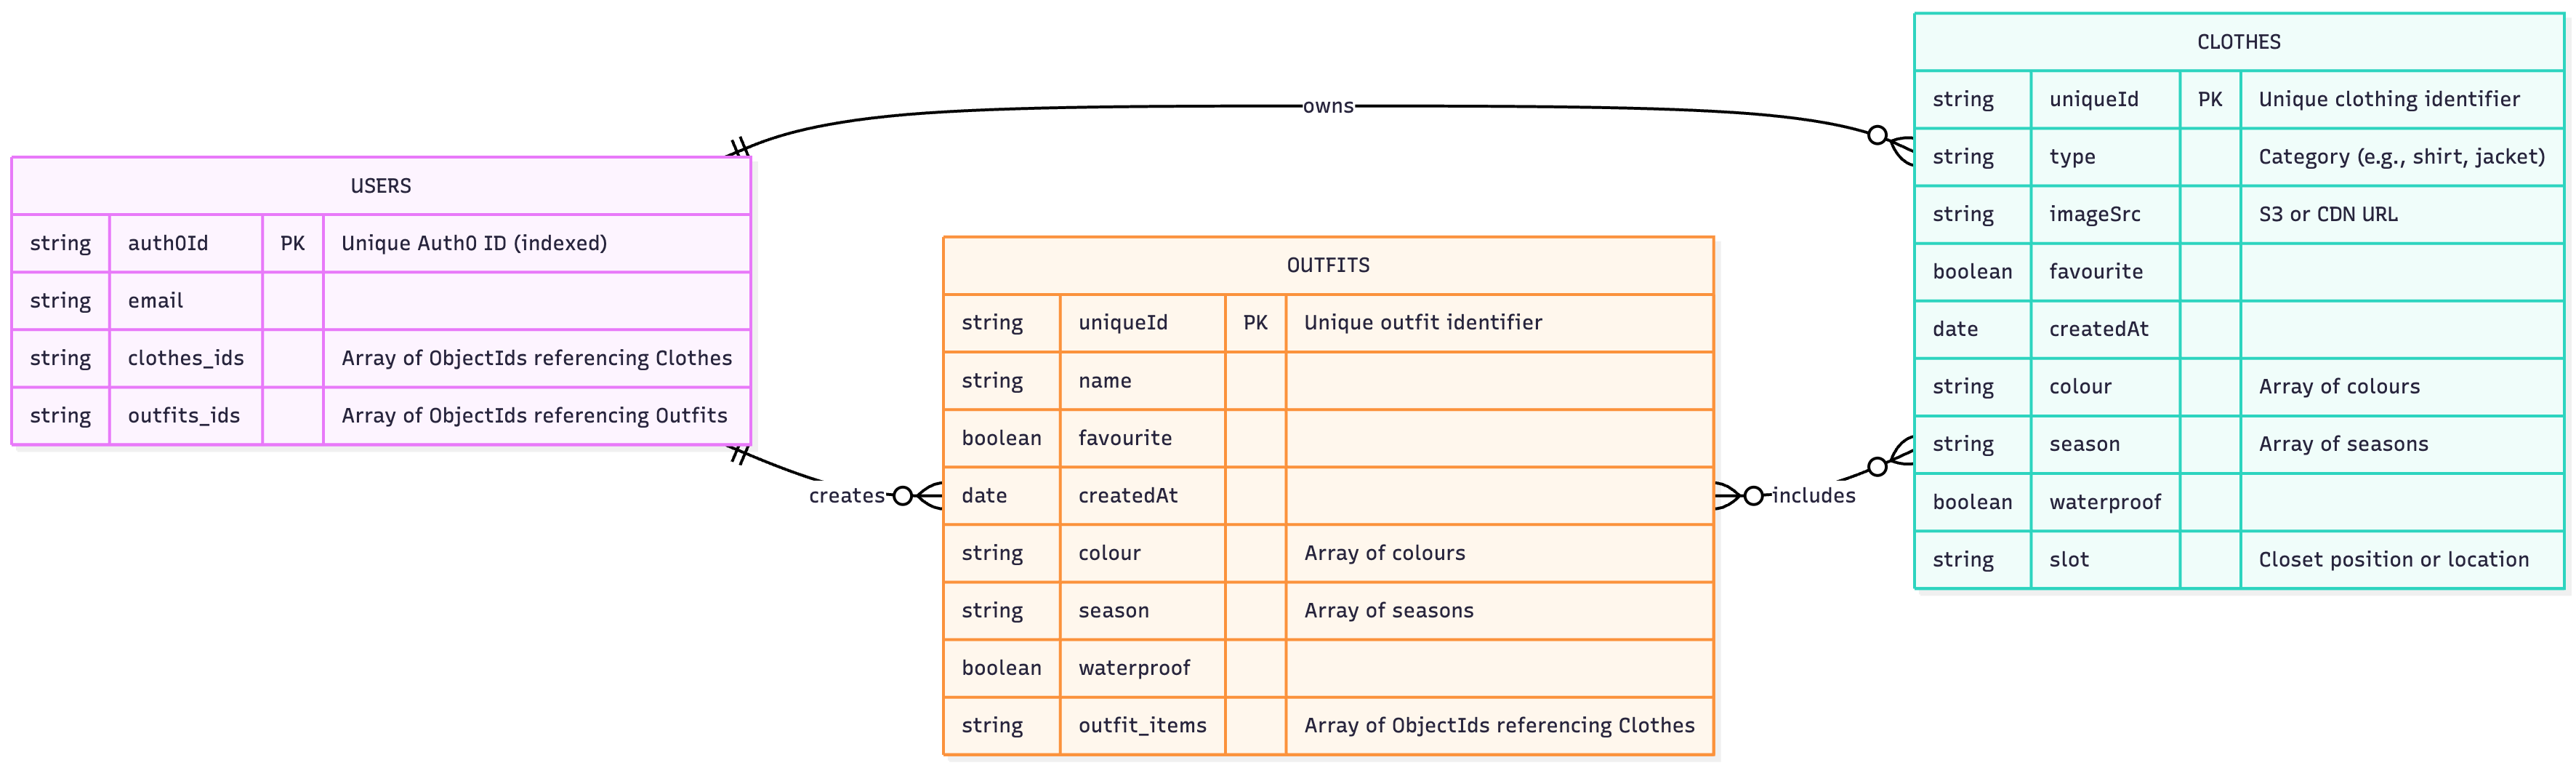 USERS
string auth0Id PK Unique Auth0 ID (indexed)
string email
string clothes_ids Array of ObjectIds referencing Clothes
string outfits_ids Array of ObjectIds referencing Outfits
owns
creates
OUTFITS
string uniqueId PK Unique outfit identifier
string name
boolean favourite
date createdAt
string colour Array of colours
string season Array of seasons
boolean waterproof
string outfit_items Array of ObjectIds referencing Clothes
includes
CLOTHES
string uniqueId PK Unique clothing identifier
string type Category (e.g., shirt, jacket)
string imageSrc S3 or CDN URL
boolean favourite
date createdAt
string colour Array of colours
string season Array of seasons
boolean waterproof
string slot Closet position or location